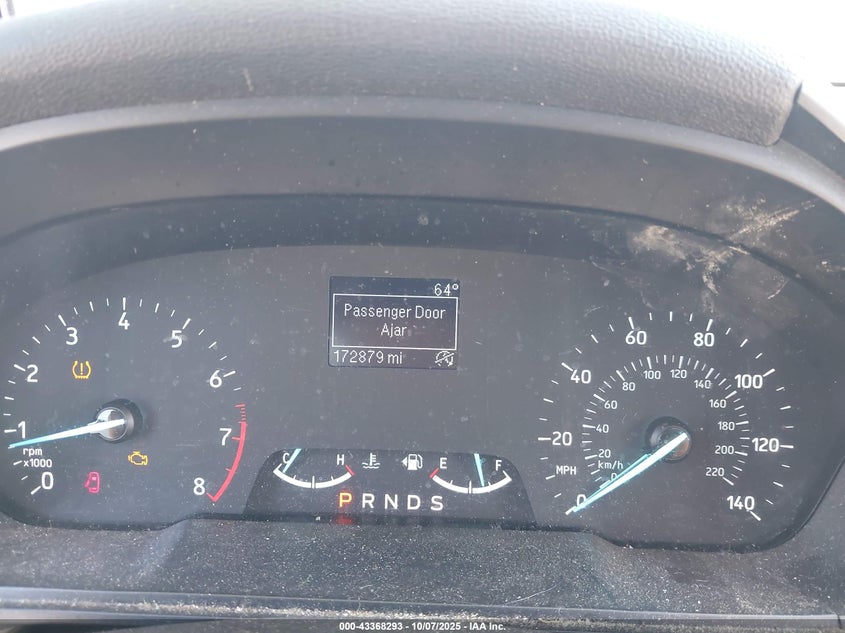 64°
Passenger Door
Ajar
172879 mi
0
1
2
3
4
5
6
7
8
rpm
x1000
C H
E F
P R N D S
0
20
40
60
80
100
120
140
MPH
km/h
0
20
40
60
80
100
120
140
160
180
200
220
000-43368293 - 10/07/2025 - IAA Inc.